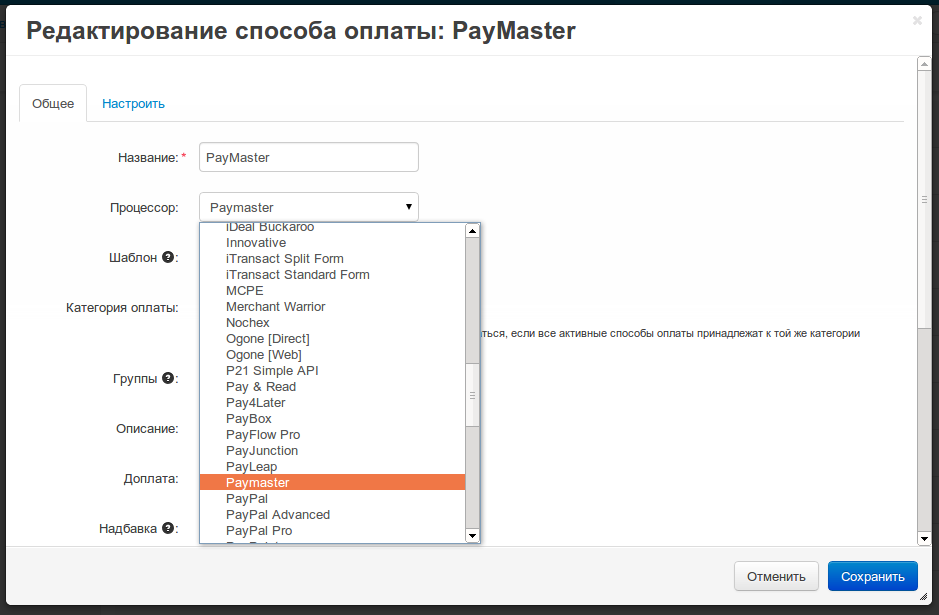 Редактирование способа оплаты: PayMaster
Общее
Настроить
Название: *
PayMaster
Процессор:
Paymaster
iDeal Buckaroo
Innovative
Шаблон ?:
iTransact Split Form
iTransact Standard Form
MCPE
Категория оплаты:
Merchant Warrior
Nochex
ться, если все активные способы оплаты принадлежат к той же категории
Ogone [Direct]
Ogone [Web]
P21 Simple API
Группы ?:
Pay & Read
Pay4Later
PayBox
Описание:
PayFlow Pro
PayJunction
PayLeap
Доплата:
Paymaster
PayPal
PayPal Advanced
Надбавка ?:
PayPal Pro
Отменить
Сохранить